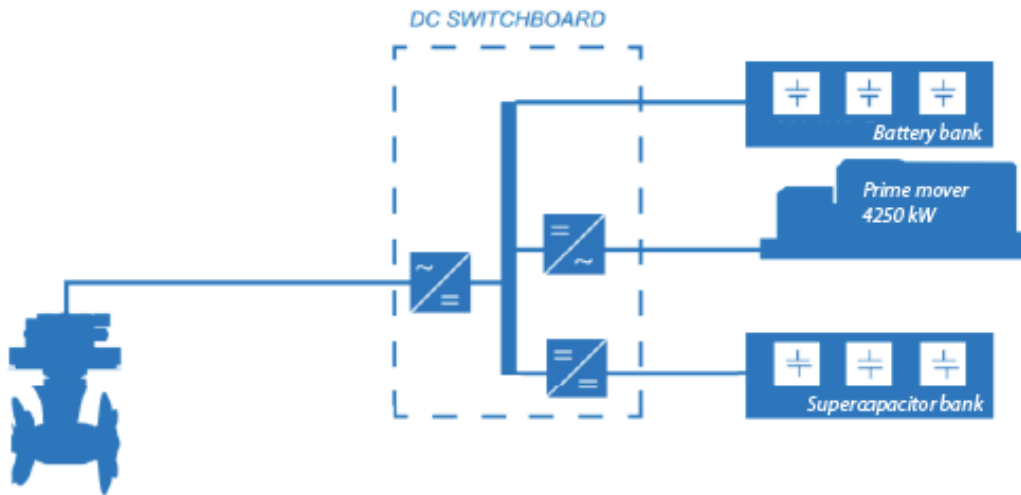 DC SWITCHBOARD
Battery bank
Prime mover
4250 kW
Supercapacitor bank